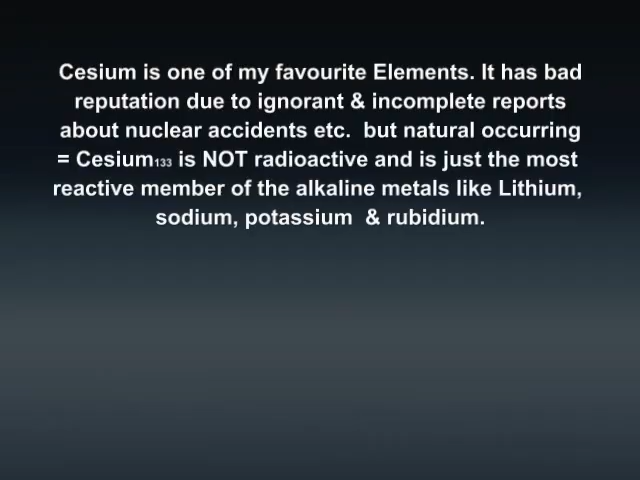 Cesium is one of my favourite Elements. It has bad
reputation due to ignorant & incomplete reports
about nuclear accidents etc.  but natural occurring
= Cesium133 is NOT radioactive and is just the most
reactive member of the alkaline metals like Lithium,
sodium, potassium  & rubidium.